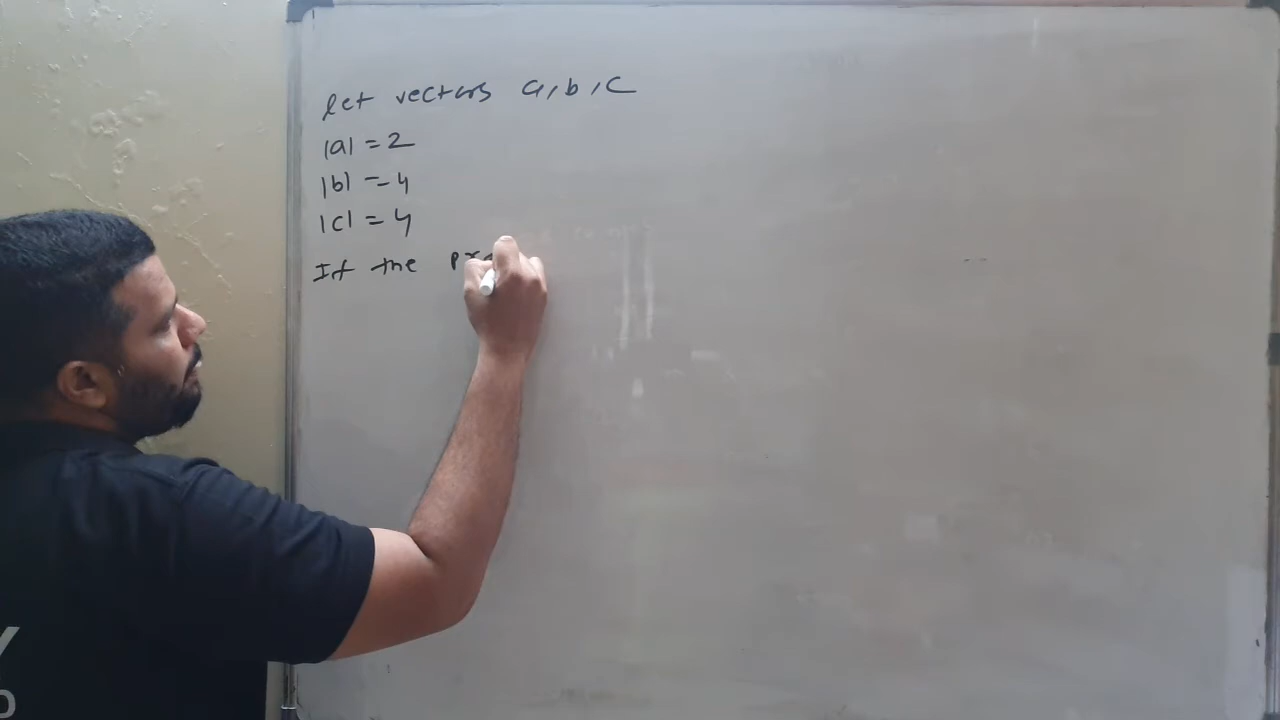 let vectors a, b, c
|a| = 2
|b| = 4
|c| = 4
If the